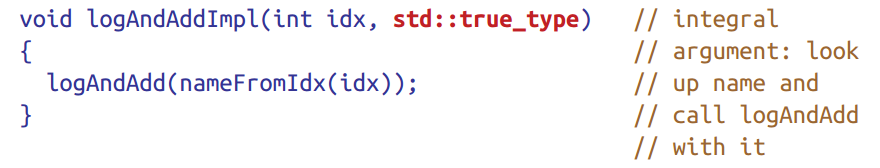 void logAndAddImpl(int idx, std::true_type) // integral
{ // argument: look
logAndAdd(nameFromIdx(idx)); // up name and
} // call logAndAdd
// with it